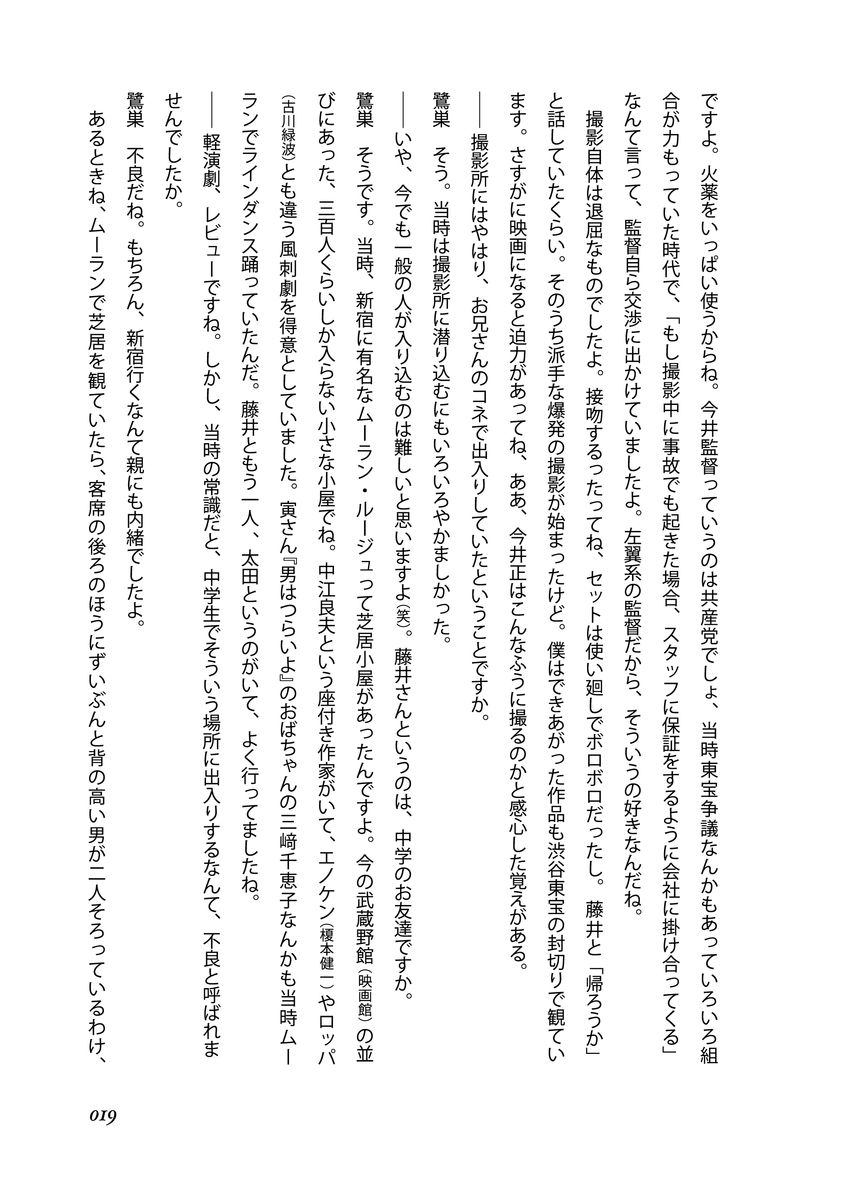 ですよ。火薬をいっぱい使うからね。今井監督っていうのは共産党でしょ、当時東宝争議なんかもあっていろいろ組
合が力もっていた時代で、「もし撮影中に事故でも起きた場合、スタッフに保証をするように会社に掛け合ってくる」
なんて言って、監督自ら交渉に出かけていましたよ。左翼系の監督だから、そういうの好きなんだね。
撮影自体は退屈なものでしたよ。接吻するったってね、セットは使い廻しでボロボロだったし。藤井と「帰ろうか」
と話していたくらい。そのうち派手な爆発の撮影が始まったけど。僕はできあがった作品も渋谷東宝の封切りで観てい
ます。さすがに映画になると迫力があってね、ああ、今井正はこんなふうに撮るのかと感心した覚えがある。
――撮影所にはやはり、お兄さんのコネで出入りしていたということですか。
鷺巣　そう。当時は撮影所に潜り込むにもいろいろやかましかった。
――いや、今でも一般の人が入り込むのは難しいと思いますよ（笑）。藤井さんというのは、中学のお友達ですか。
鷺巣　そうです。当時、新宿に有名なムーラン・ルージュって芝居小屋があったんですよ。今の武蔵野館（映画館）の並
びにあった、三百人くらいしか入らない小さな小屋でね。中江良夫という座付き作家がいて、エノケン（榎本健一）やロッパ
（古川緑波）とも違う風刺劇を得意としていました。寅さん『男はつらいよ』のおばちゃんの三﨑千恵子なんかも当時ムー
ランでラインダンス踊っていたんだ。藤井ともう一人、太田というのがいて、よく行ってましたね。
――軽演劇、レビューですね。しかし、当時の常識だと、中学生でそういう場所に出入りするなんて、不良と呼ばれま
せんでしたか。
鷺巣　不良だね。もちろん、新宿行くなんて親にも内緒でしたよ。
あるときね、ムーランで芝居を観ていたら、客席の後ろのほうにずいぶんと背の高い男が二人そろっているわけ、
019